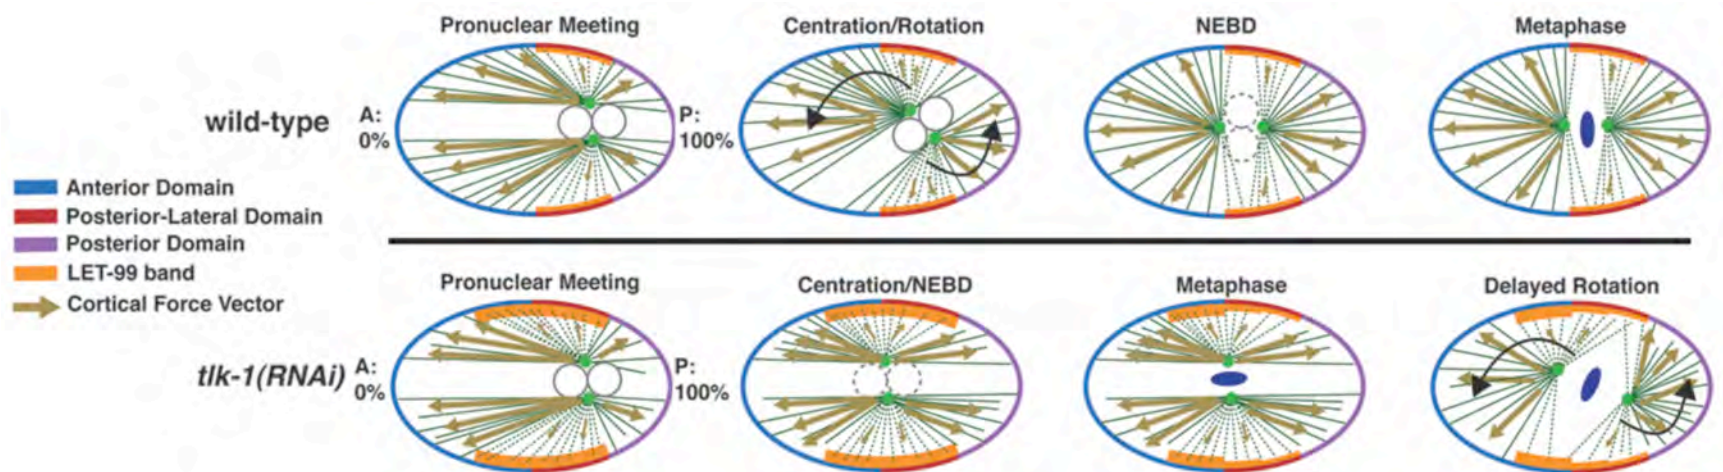 Pronuclear Meeting
Centration/Rotation
NEBD
Metaphase
wild-type
A:
0%
P:
100%
Anterior Domain
Posterior-Lateral Domain
Posterior Domain
LET-99 band
Cortical Force Vector
Pronuclear Meeting
Centration/NEBD
Metaphase
Delayed Rotation
tlk-1(RNAi)
A:
0%
P:
100%